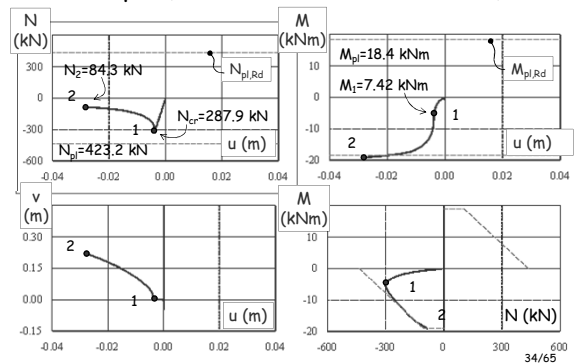 N
(kN)
300
0
-300
-600
N₂=84.3 kN
N_pl,Rd
2
N_cr=287.9 kN
1
N_pl=423.2 kN
u (m)
-0.04 -0.02 0.00 0.02 0.04
M
(kNm)
10
0
-10
-20
M_pl=18.4 kNm
M_pl,Rd
M₁=7.42 kNm
1
2
u (m)
-0.04 -0.02 0.00 0.02 0.04
v
(m)
0.30
0.15
0.00
-0.15
2
1
u (m)
-0.04 -0.02 0.00 0.02 0.04
M
(kNm)
10
0
-10
-20
1
2
N (kN)
-600 -300 0 300 600
34/65